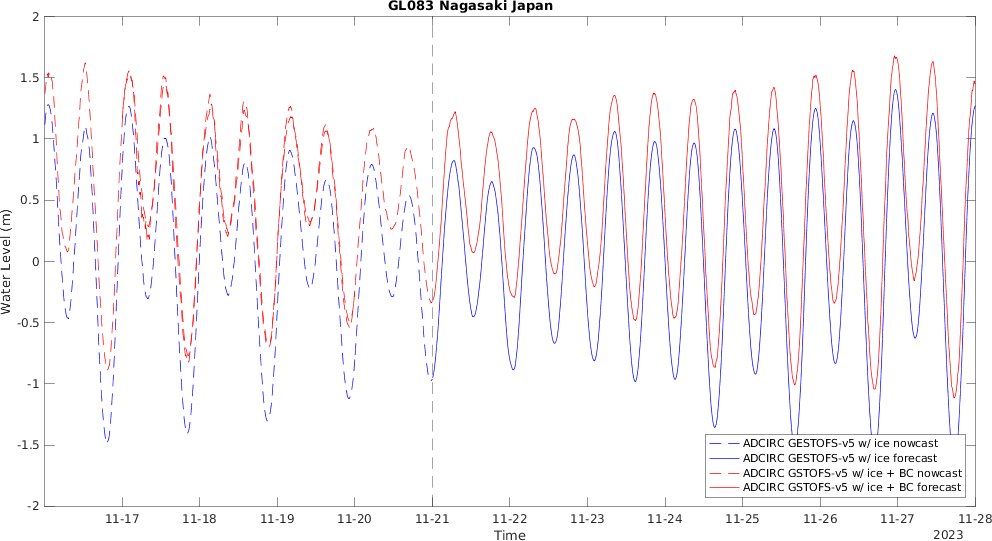 GL083 Nagasaki Japan
2
1.5
1
0.5
0
-0.5
-1
-1.5
-2
Water Level (m)
ADCIRC GESTOFS-v5 w/ ice nowcast
ADCIRC GESTOFS-v5 w/ ice forecast
ADCIRC GSTOFS-v5 w/ ice + BC nowcast
ADCIRC GSTOFS-v5 w/ ice + BC forecast
11-17 11-18 11-19 11-20 11-21 11-22 11-23 11-24 11-25 11-26 11-27 11-28
Time
2023